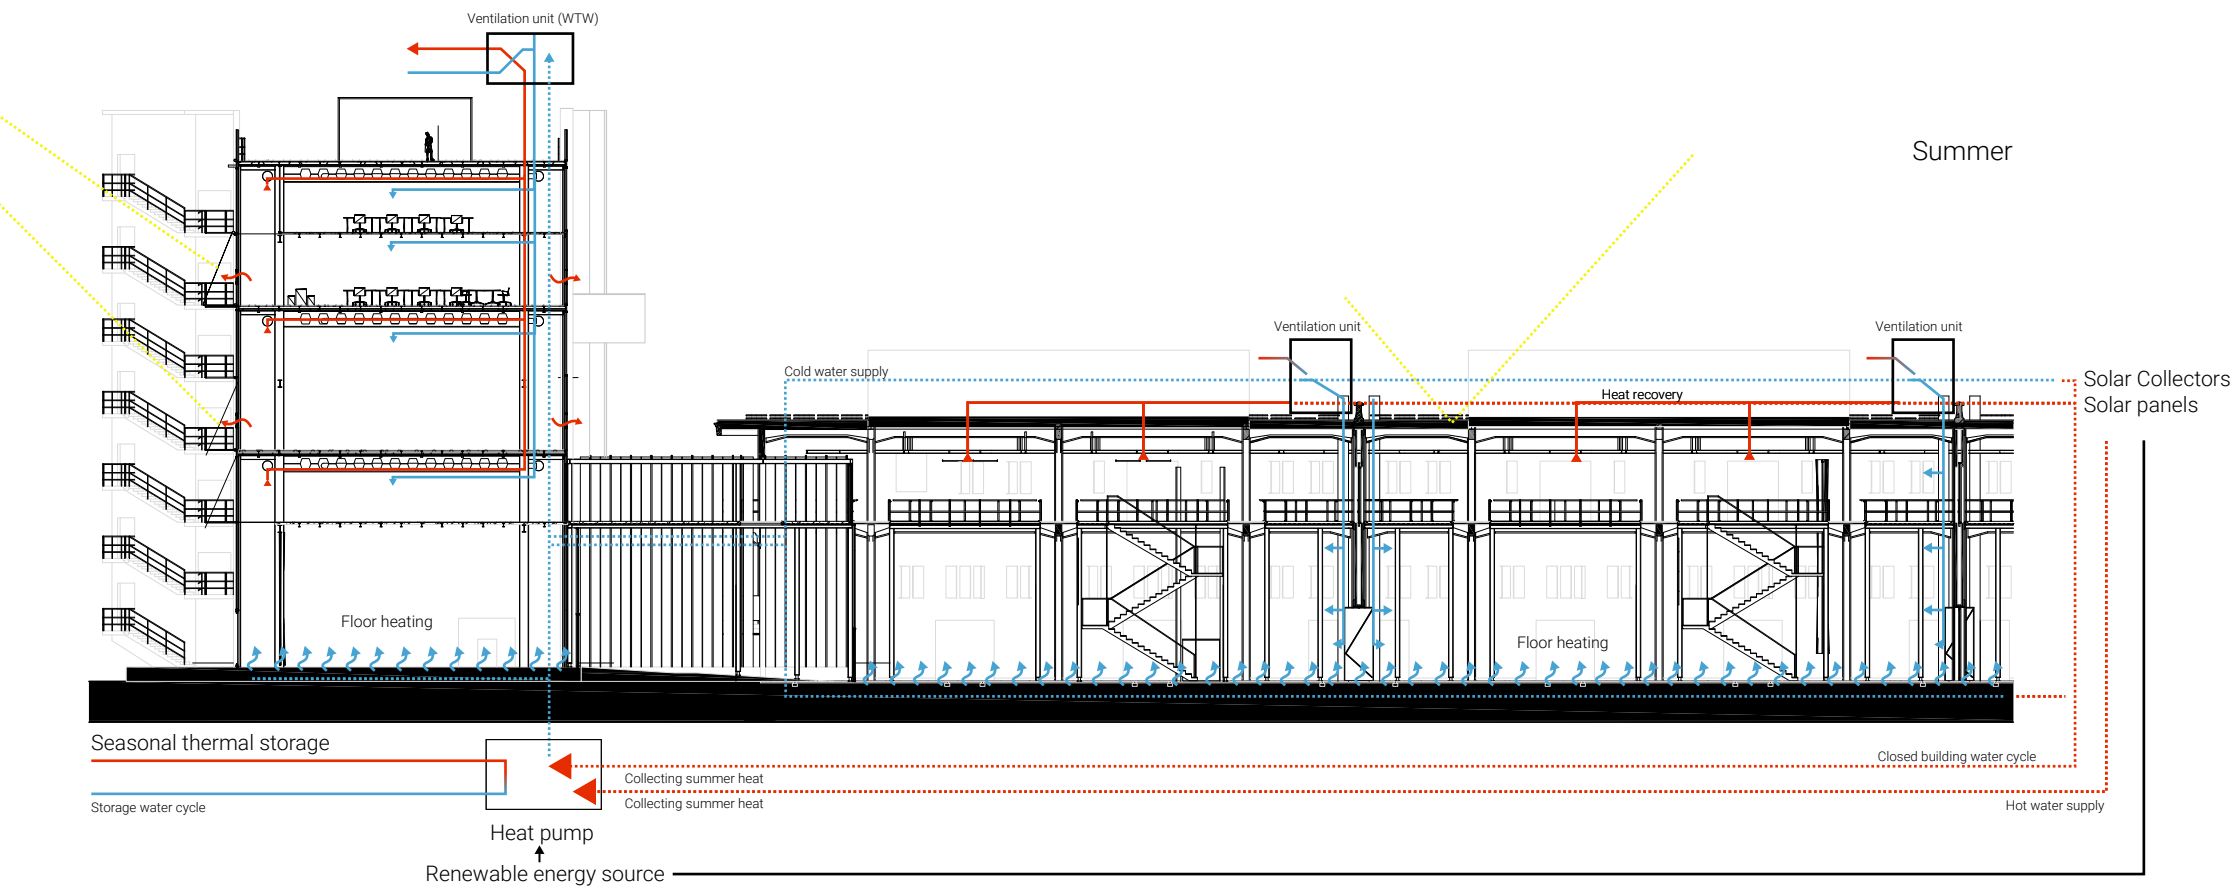 Ventilation unit (WTW)
Summer
Ventilation unit
Ventilation unit
Cold water supply
Solar Collectors
Solar panels
Heat recovery
Floor heating
Floor heating
Seasonal thermal storage
Closed building water cycle
Collecting summer heat
Storage water cycle
Collecting summer heat
Hot water supply
Heat pump
Renewable energy source